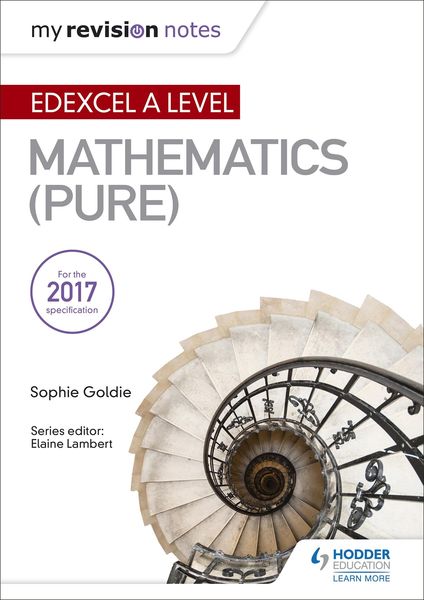 my revision notes
EDEXCEL A LEVEL
MATHEMATICS
(PURE)
For the
2017
specification
Sophie Goldie
Series editor:
Elaine Lambert
HODDER
EDUCATION
LEARN MORE